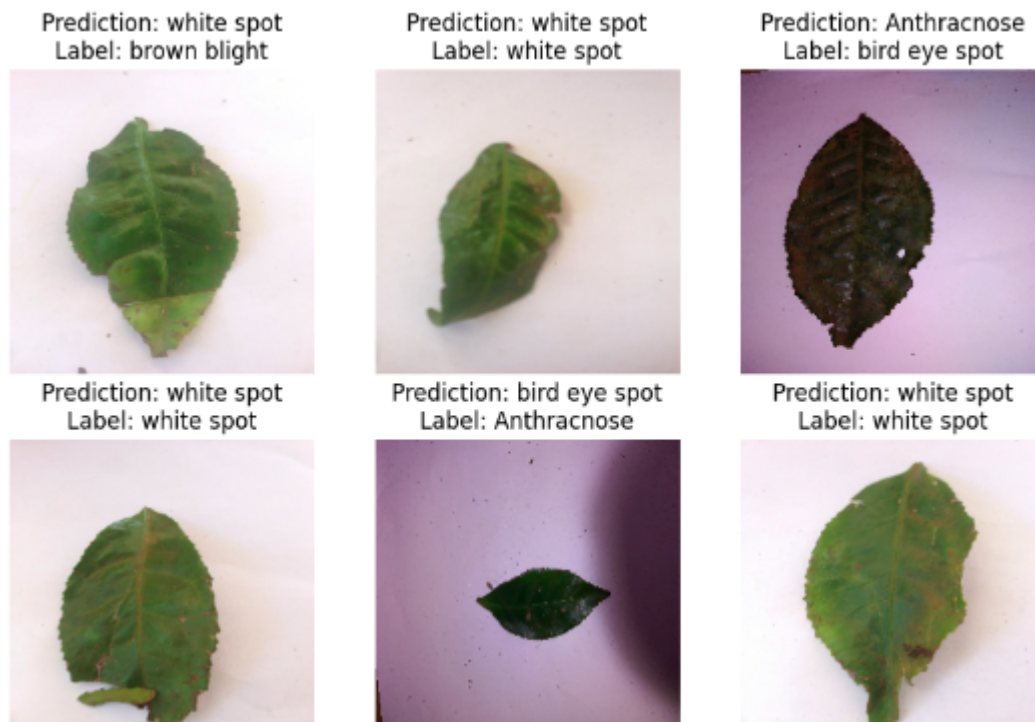 Prediction: white spot
Label: brown blight
Prediction: white spot
Label: white spot
Prediction: Anthracnose
Label: bird eye spot
Prediction: white spot
Label: white spot
Prediction: bird eye spot
Label: Anthracnose
Prediction: white spot
Label: white spot